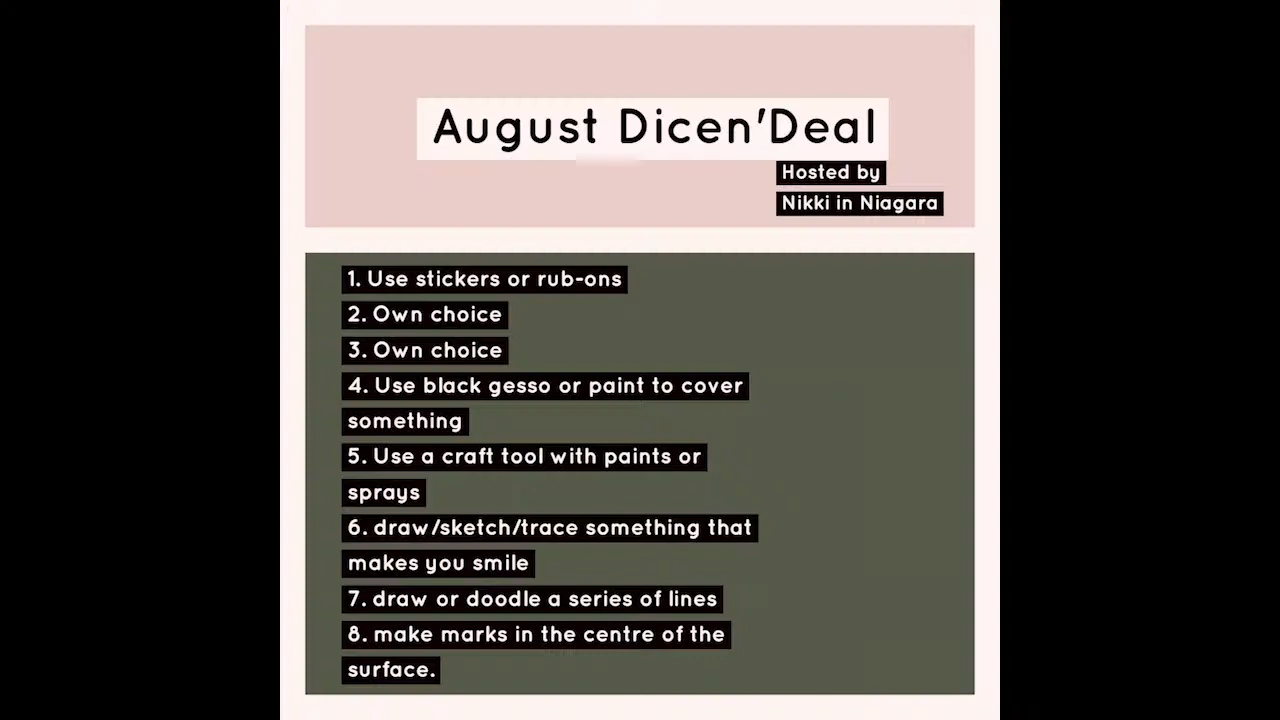 August Dicen'Deal
Hosted by
Nikki in Niagara
1. Use stickers or rub-ons
2. Own choice
3. Own choice
4. Use black gesso or paint to cover
something
5. Use a craft tool with paints or
sprays
6. draw/sketch/trace something that
makes you smile
7. draw or doodle a series of lines
8. make marks in the centre of the
surface.